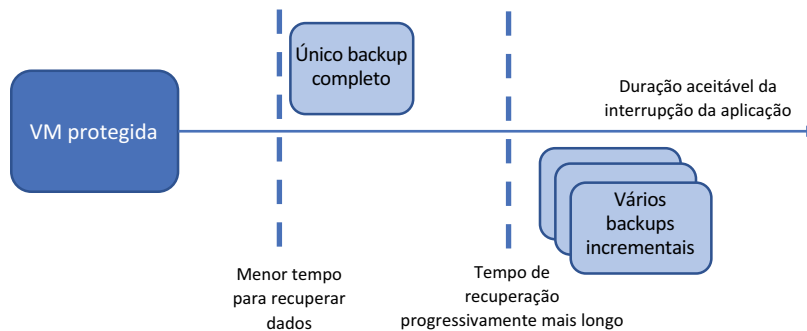 Único backup
completo
VM protegida
Duração aceitável da
interrupção da aplicação
Vários
backups
incrementais
Menor tempo
para recuperar
dados
Tempo de
recuperação
progressivamente mais longo